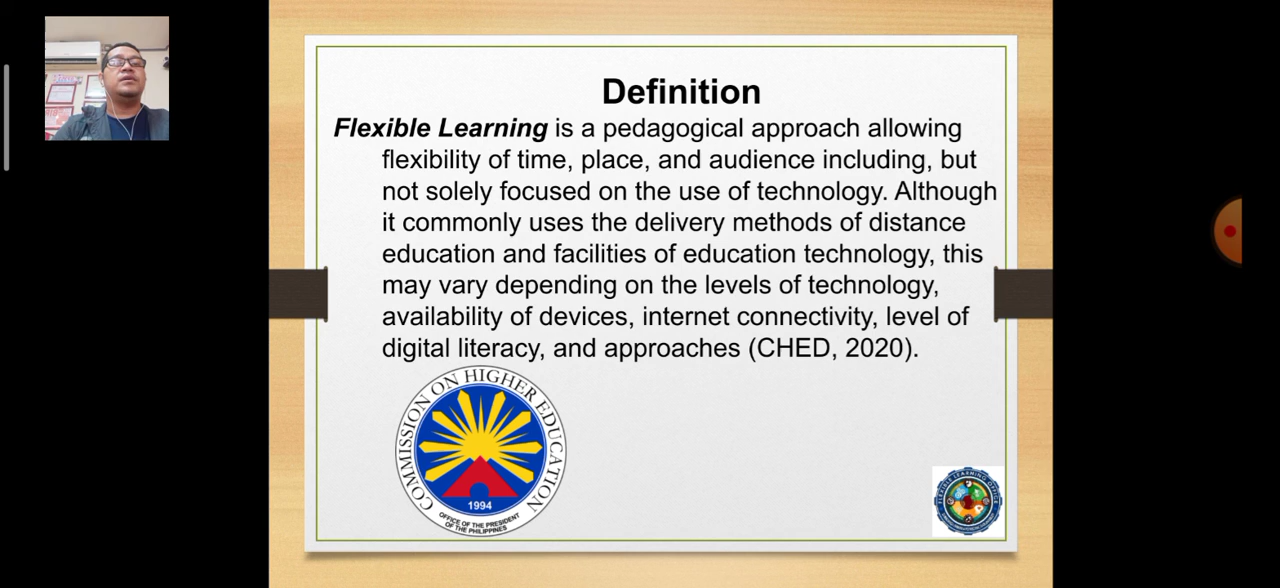 Definition
Flexible Learning is a pedagogical approach allowing
flexibility of time, place, and audience including, but
not solely focused on the use of technology. Although
it commonly uses the delivery methods of distance
education and facilities of education technology, this
may vary depending on the levels of technology,
availability of devices, internet connectivity, level of
digital literacy, and approaches (CHED, 2020).
COMMISSION ON HIGHER EDUCATION
1994
OFFICE OF THE PRESIDENT
OF THE PHILIPPINES
FLEXIBLE LEARNING OFFICE